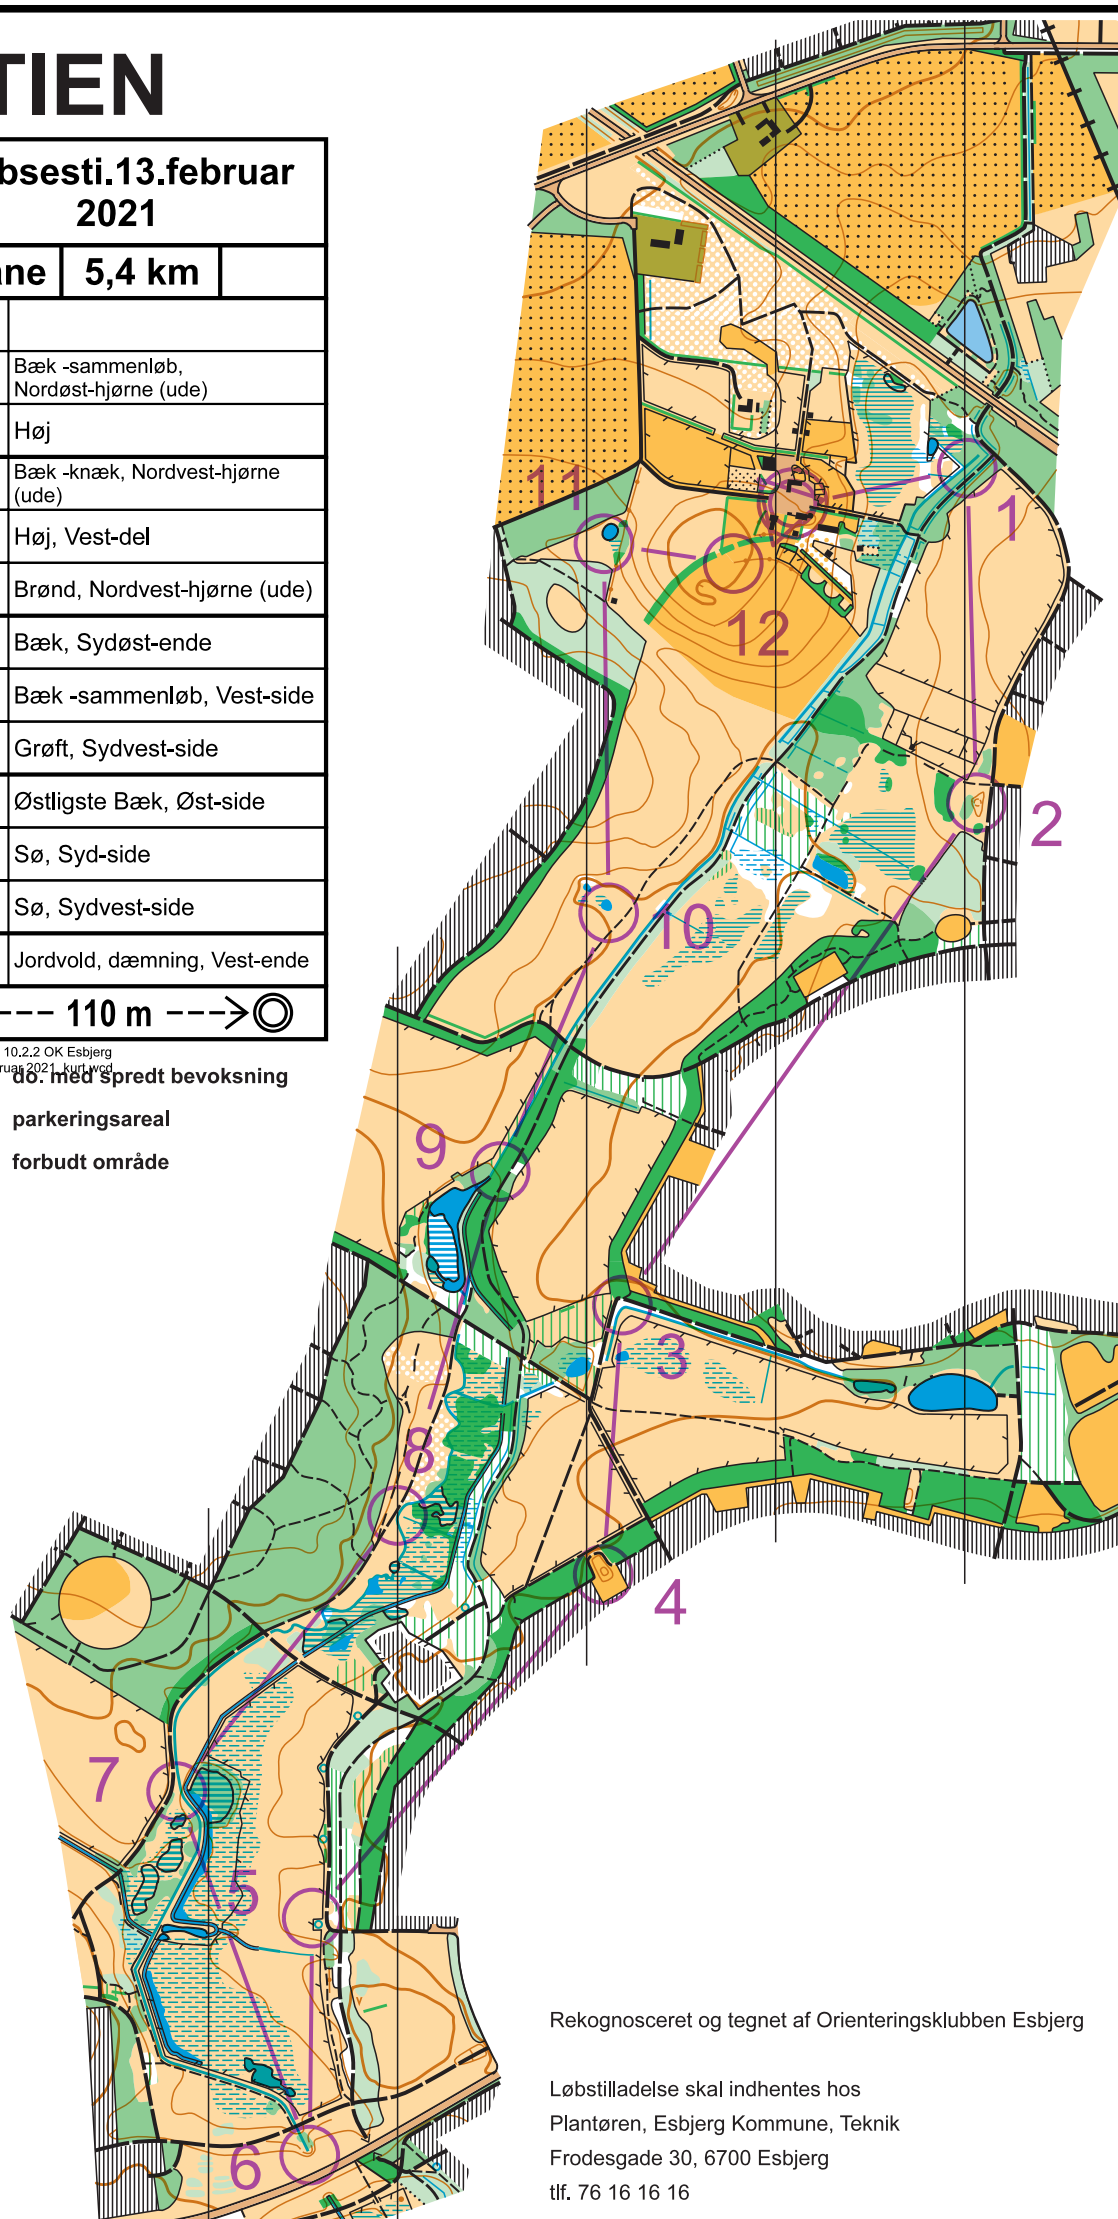 TIEN
bsesti.13.februar
2021
ane 5,4 km
Bæk -sammenløb,
Nordøst-hjørne (ude)
Høj
Bæk -knæk, Nordvest-hjørne
(ude)
Høj, Vest-del
Brønd, Nordvest-hjørne (ude)
Bæk, Sydøst-ende
Bæk -sammenløb, Vest-side
Grøft, Sydvest-side
Østligste Bæk, Øst-side
Sø, Syd-side
Sø, Sydvest-side
Jordvold, dæmning, Vest-ende
110 m
10.2.2 OK Esbjerg
ruar 2021, kurt.wcd
do. med spredt bevoksning
parkeringsareal
forbudt område
11
1
12
2
10
9
3
8
4
7
5
6
Rekognosceret og tegnet af Orienteringsklubben Esbjerg
Løbstilladelse skal indhentes hos
Plantøren, Esbjerg Kommune, Teknik
Frodesgade 30, 6700 Esbjerg
tlf. 76 16 16 16